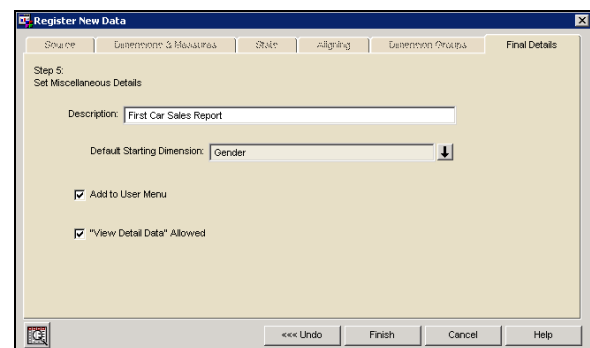 Register New Data
Source Dimensions & Measures State Aligning Dimension Groups Final Details
Step 5:
Set Miscellaneous Details
Description: First Car Sales Report
Default Starting Dimension: Gender
Add to User Menu
"View Detail Data" Allowed
<<< Undo Finish Cancel Help